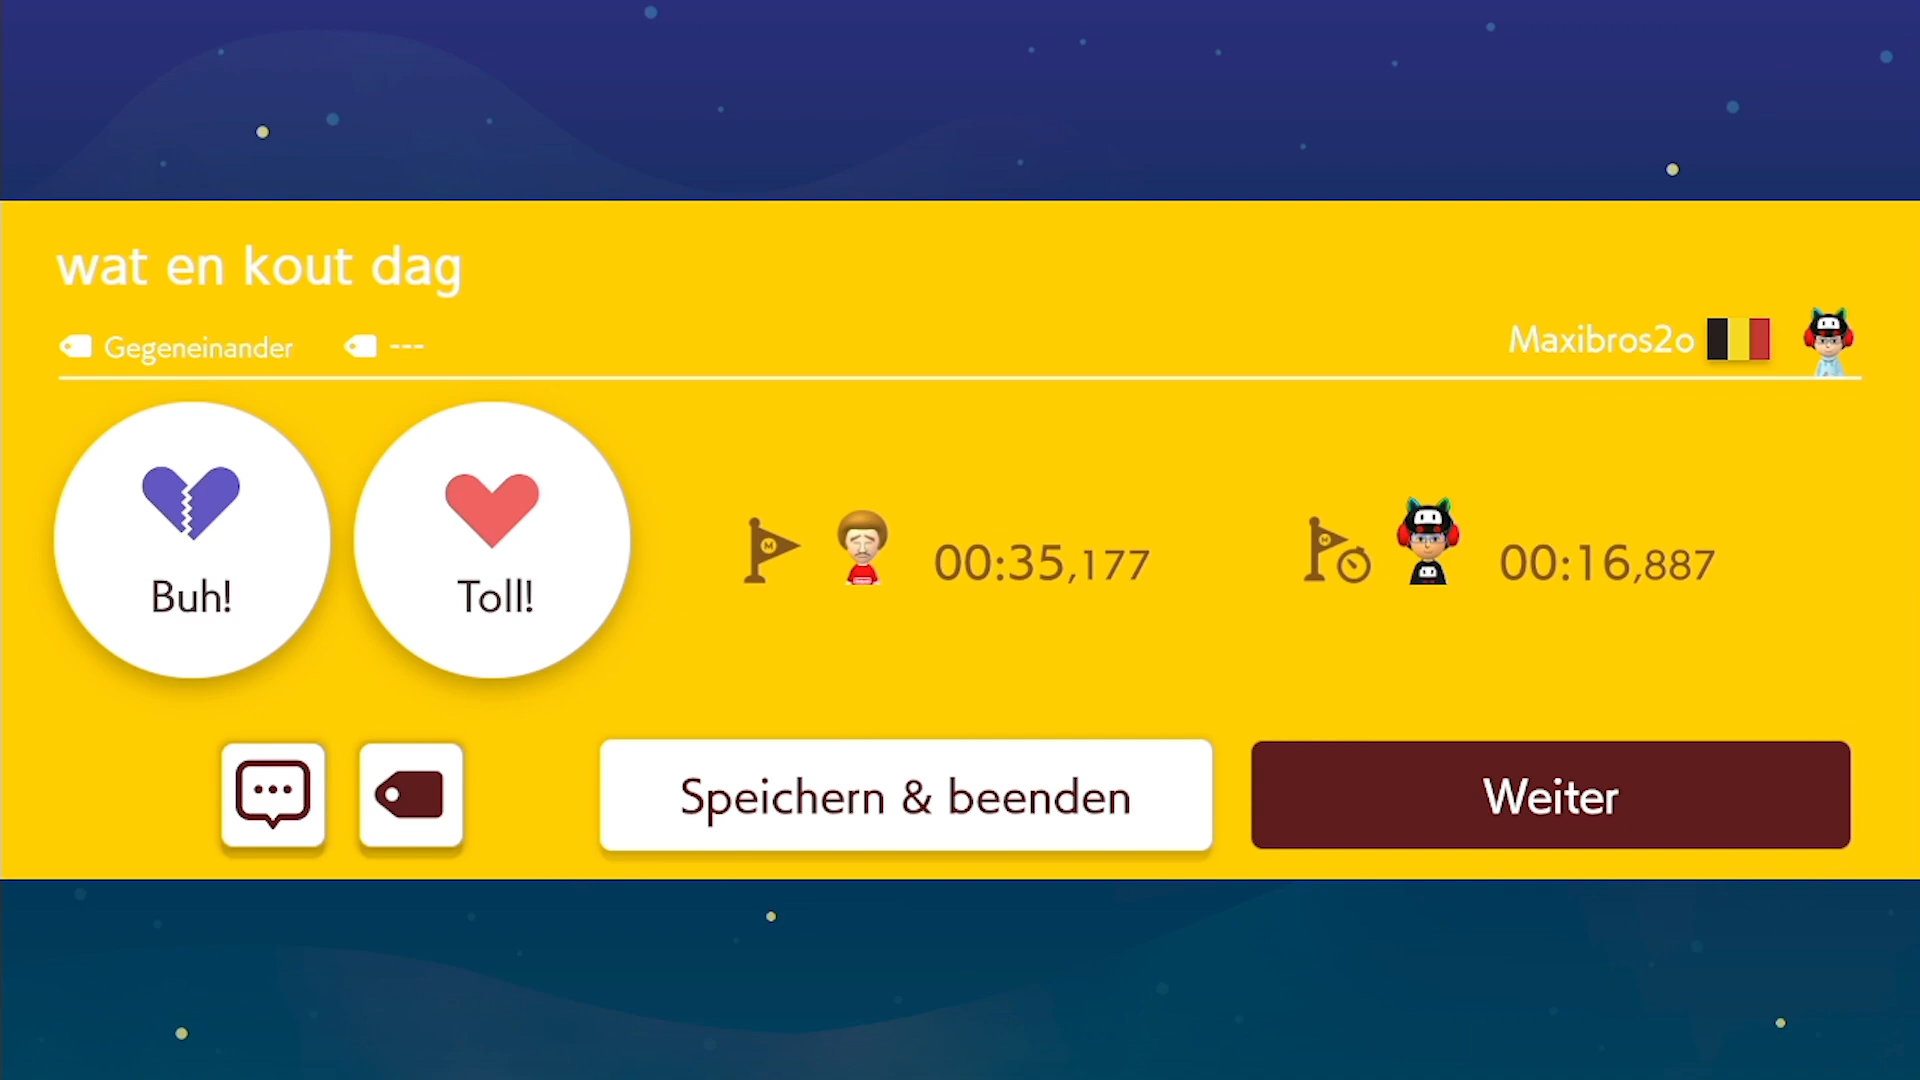 wat en kout dag
Gegeneinander ---
Maxibros2o
Buh!
Toll!
M 00:35,177
M 00:16,887
Speichern & beenden
Weiter